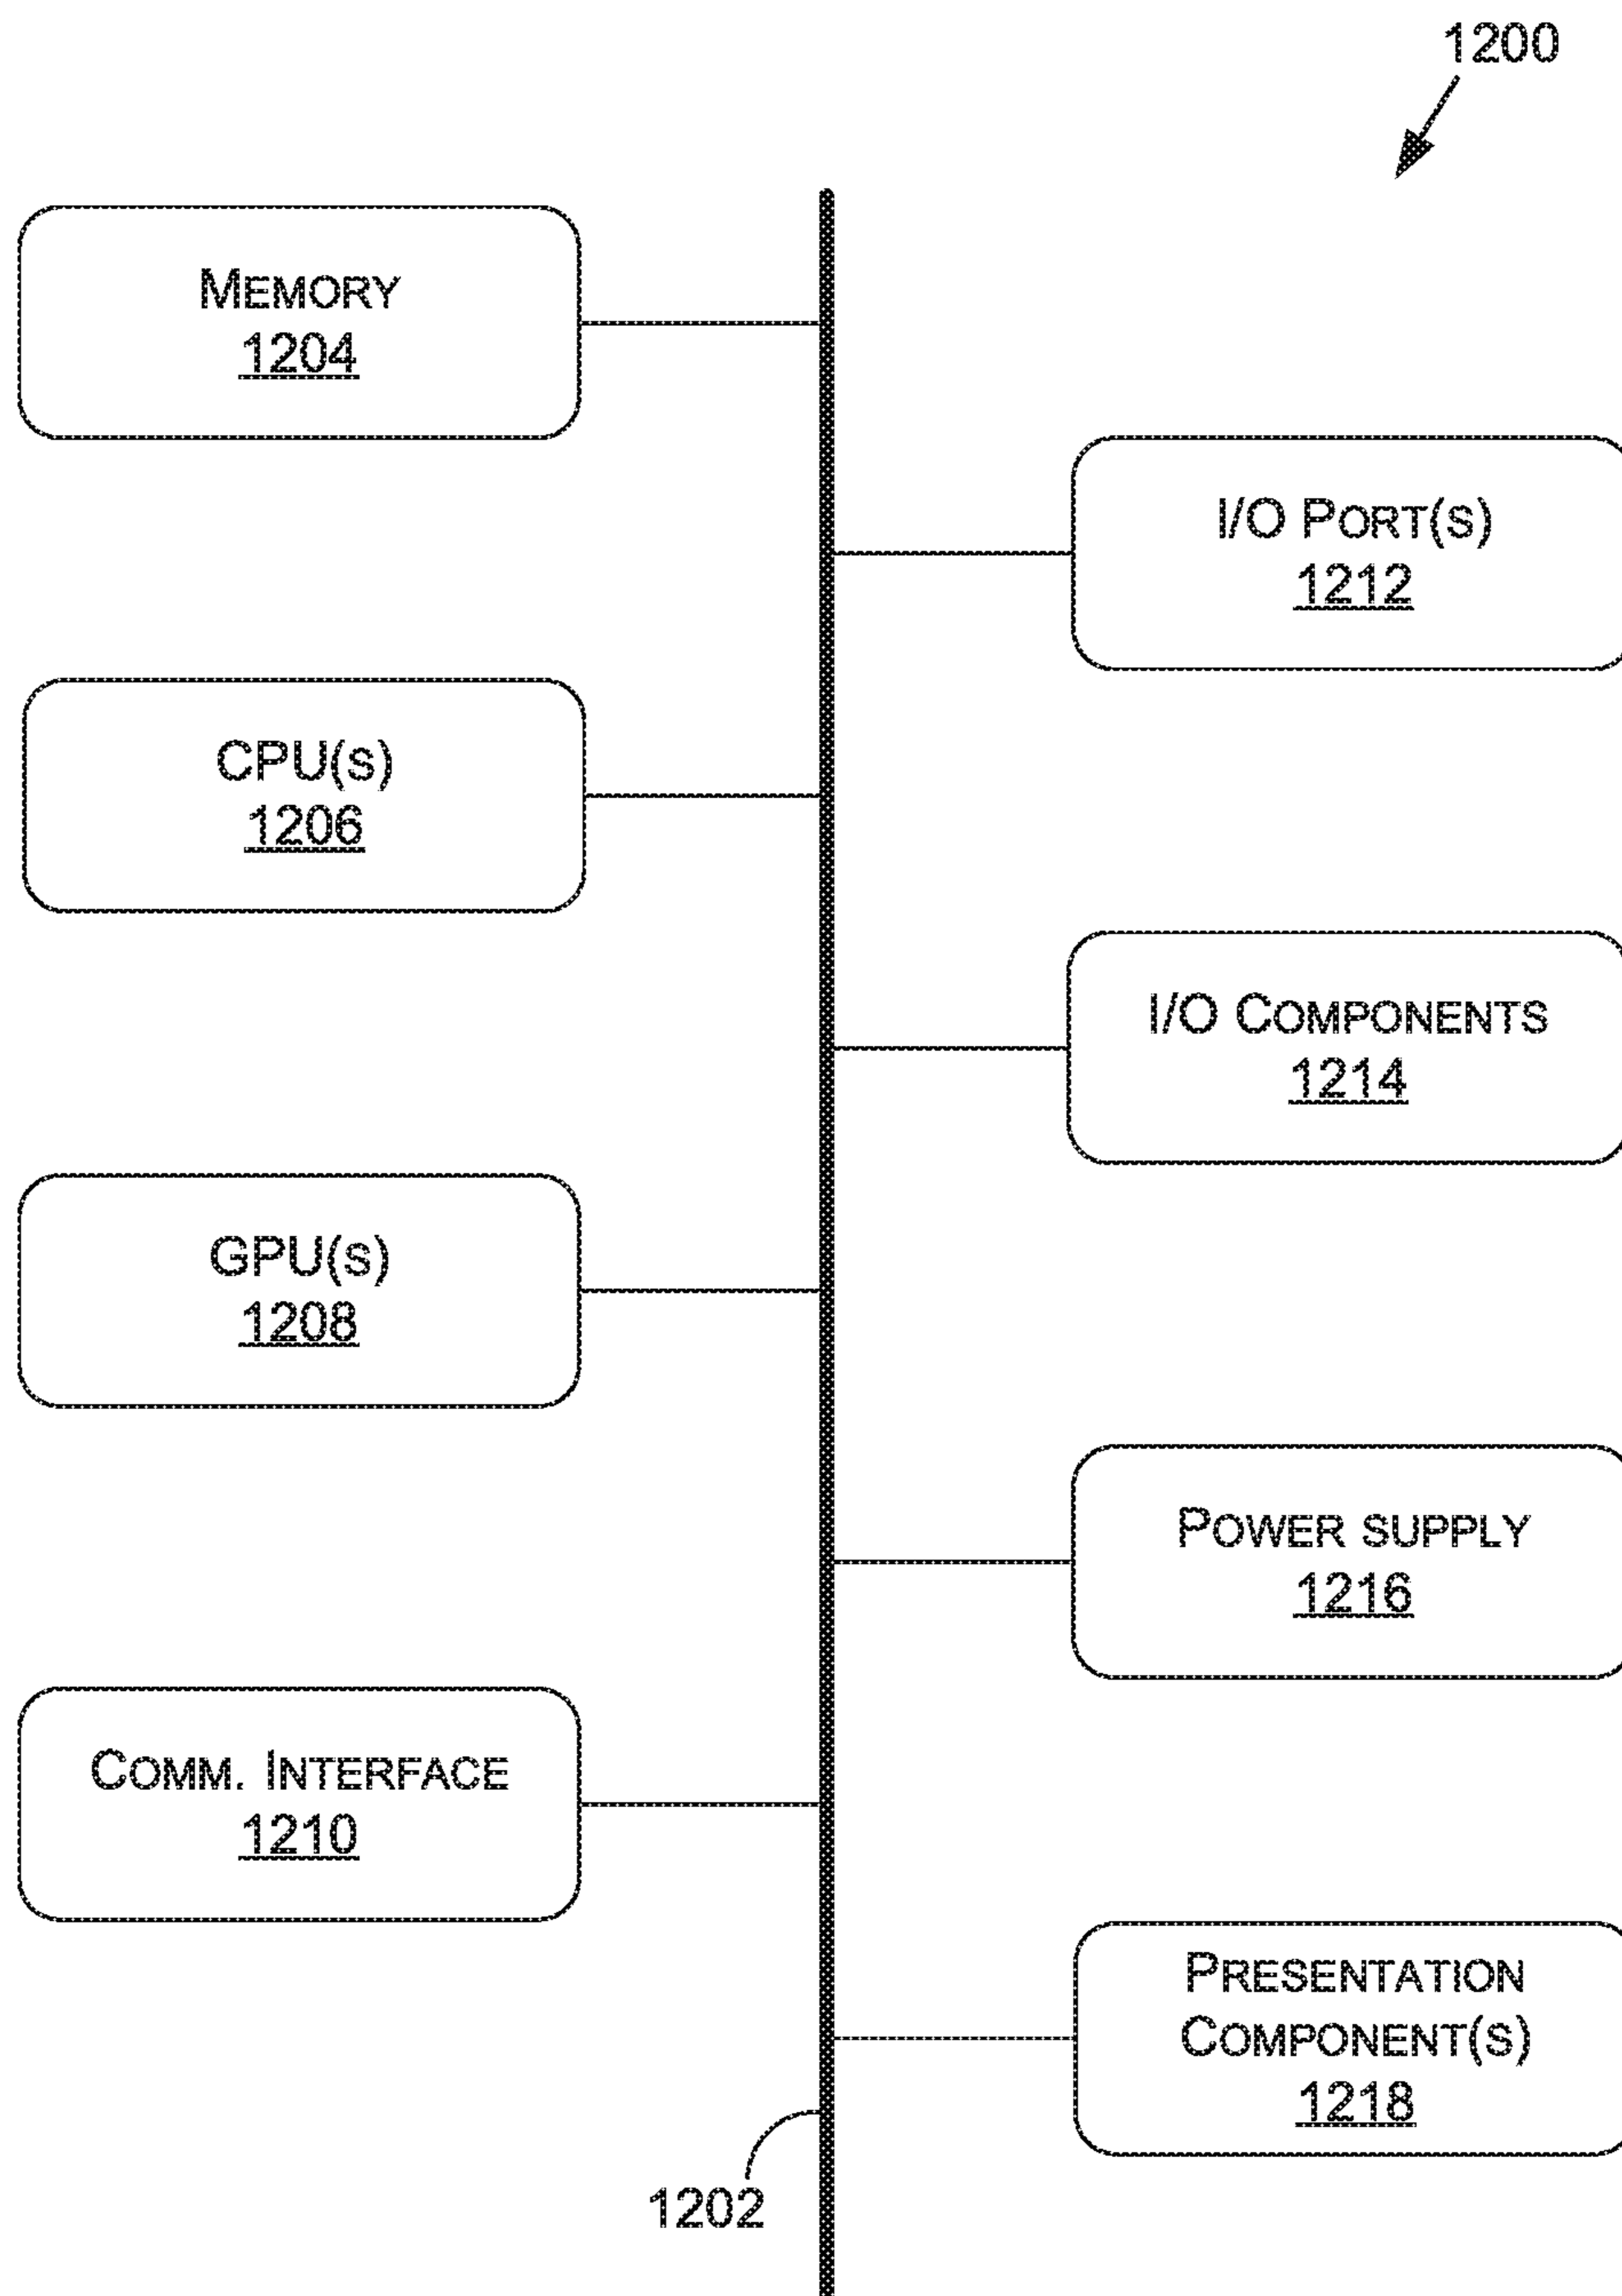 1200
MEMORY
1204
I/O PORT(S)
1212
CPU(S)
1206
I/O COMPONENTS
1214
GPU(S)
1208
POWER SUPPLY
1216
COMM. INTERFACE
1210
PRESENTATION
COMPONENT(S)
1218
1202